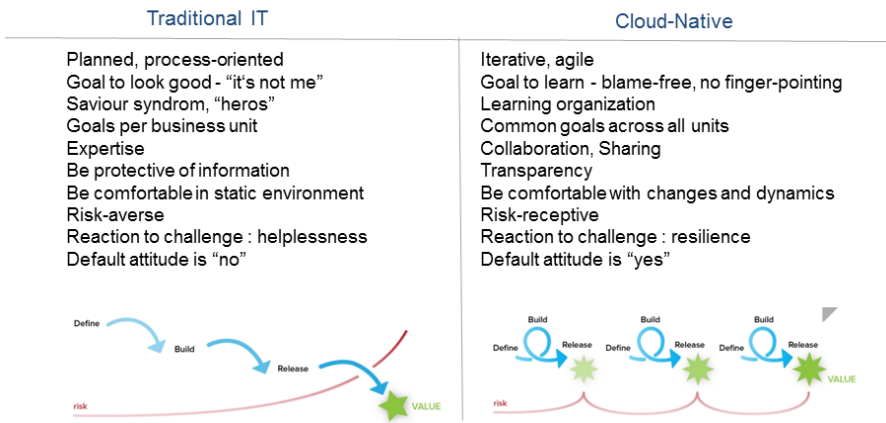 Traditional IT
Planned, process-oriented
Goal to look good - “it‘s not me”
Saviour syndrom, “heros”
Goals per business unit
Expertise
Be protective of information
Be comfortable in static environment
Risk-averse
Reaction to challenge : helplessness
Default attitude is “no”
Define
Build
Release
risk
VALUE
Cloud-Native
Iterative, agile
Goal to learn - blame-free, no finger-pointing
Learning organization
Common goals across all units
Collaboration, Sharing
Transparency
Be comfortable with changes and dynamics
Risk-receptive
Reaction to challenge : resilience
Default attitude is “yes”
Build
Define
Release
Build
Define
Release
Build
Define
Release
VALUE
risk